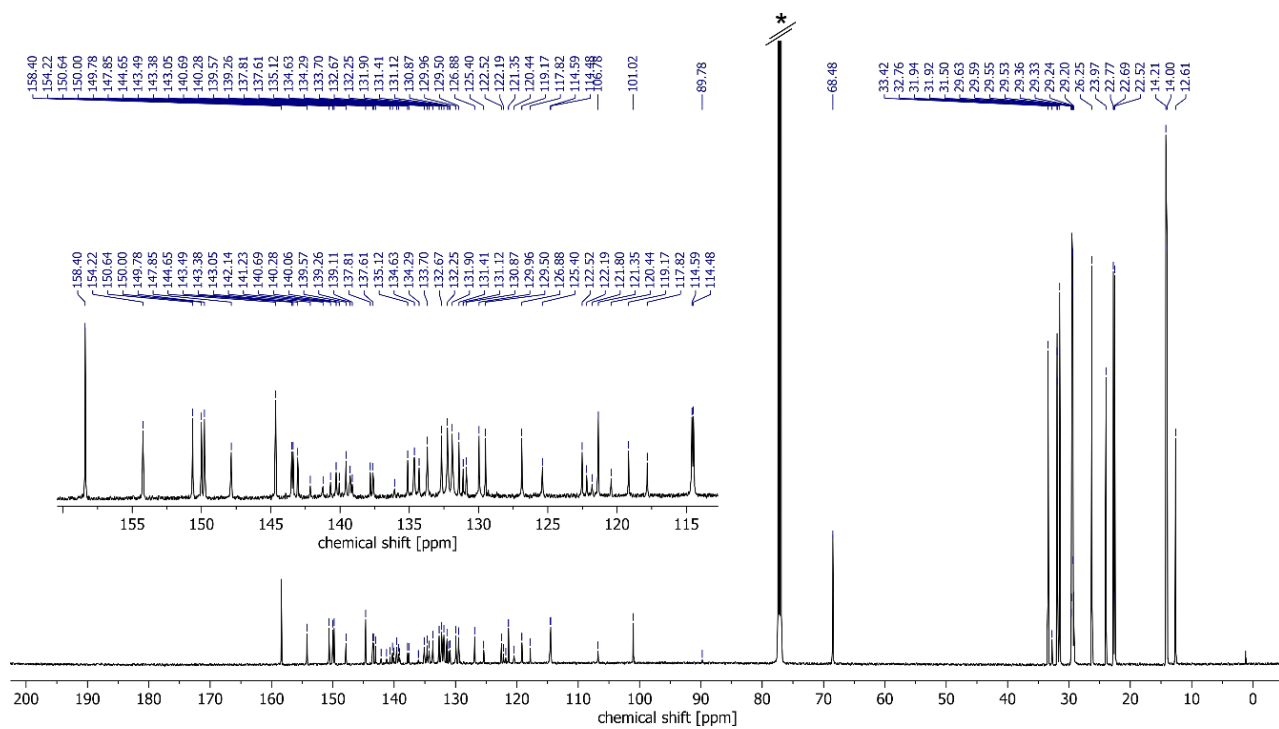 *
158.40 154.22 150.64 150.00 149.78 147.85 144.65 143.49 143.38 143.05 140.69 140.28 139.57 139.26 137.81 137.61 135.12 134.63 134.29 133.70 132.67 132.25 131.90 131.41 131.12 130.87 129.96 129.50 126.88 125.40 122.52 122.19 121.35 120.44 119.17 117.82 114.59 114.48 106.78 101.02 89.78 68.48 33.42 32.76 31.94 31.92 31.50 29.63 29.59 29.55 29.53 29.36 29.33 29.24 29.20 26.25 23.97 22.77 22.69 22.52 14.21 14.00 12.61
158.40 154.22 150.64 150.00 149.78 147.85 144.65 143.49 143.38 143.05 142.14 141.23 140.69 140.28 140.06 139.57 139.26 139.11 137.81 137.61 135.12 134.63 134.29 133.70 132.67 132.25 131.90 131.41 131.12 130.87 129.96 129.50 126.88 125.40 122.52 122.19 121.80 121.35 120.44 119.17 117.82 114.59 114.48
155 150 145 140 135 130 125 120 115
chemical shift [ppm]
200 190 180 170 160 150 140 130 120 110 100 90 80 70 60 50 40 30 20 10 0
chemical shift [ppm]